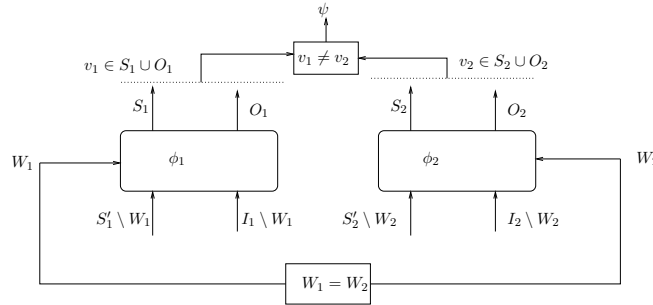 ψ
v₁ ≠ v₂
v₁ ∈ S₁ ∪ O₁
v₂ ∈ S₂ ∪ O₂
S₁
O₁
S₂
O₂
W₁
ϕ₁
ϕ₂
W
S′₁ \ W₁
I₁ \ W₁
S′₂ \ W₂
I₂ \ W₂
W₁ = W₂